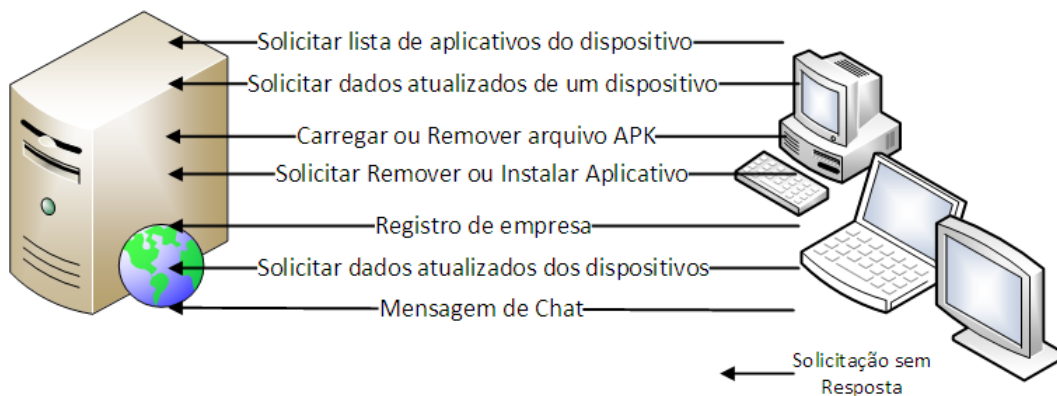 Solicitar lista de aplicativos do dispositivo
Solicitar dados atualizados de um dispositivo
Carregar ou Remover arquivo APK
Solicitar Remover ou Instalar Aplicativo
Registro de empresa
Solicitar dados atualizados dos dispositivos
Mensagem de Chat
Solicitação sem
Resposta